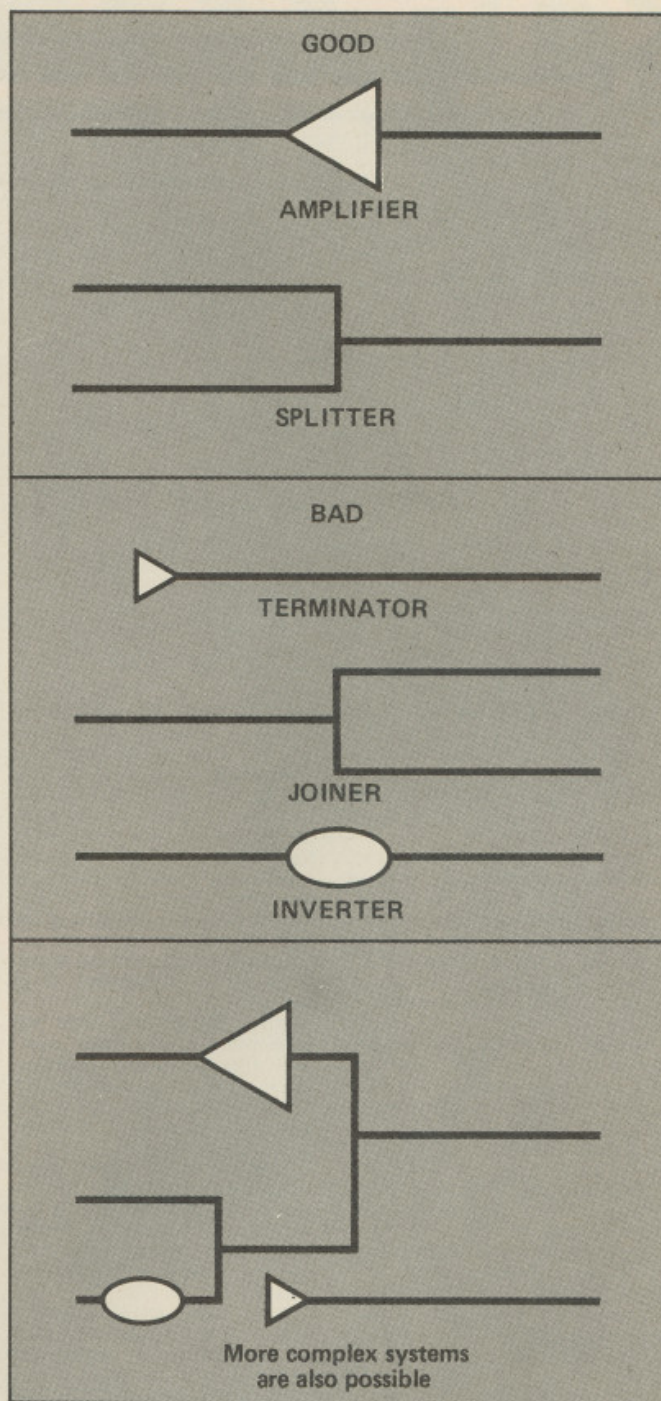 GOOD
AMPLIFIER
SPLITTER
BAD
TERMINATOR
JOINER
INVERTER
More complex systems
are also possible